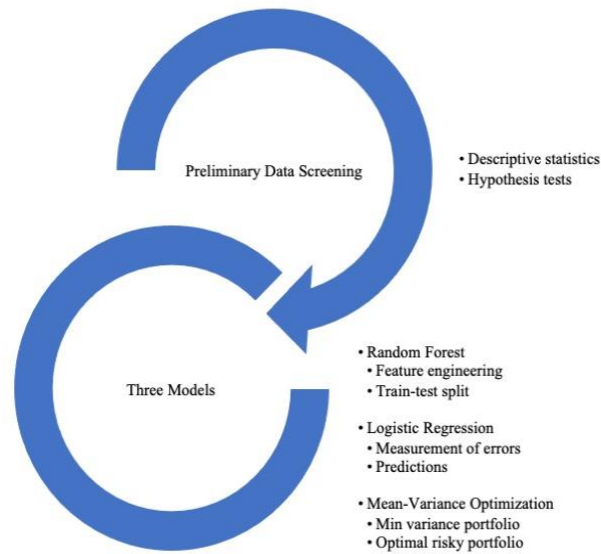 Preliminary Data Screening
• Descriptive statistics
• Hypothesis tests
Three Models
• Random Forest
• Feature engineering
• Train-test split
• Logistic Regression
• Measurement of errors
• Predictions
• Mean-Variance Optimization
• Min variance portfolio
• Optimal risky portfolio